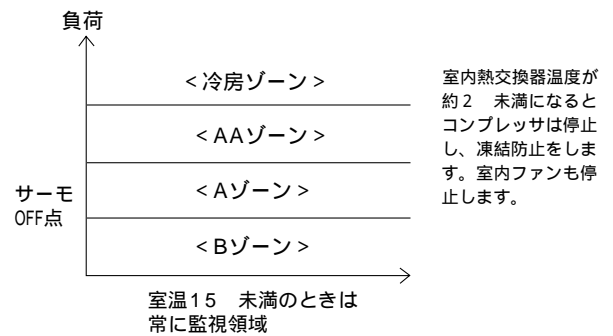 負荷
<冷房ゾーン>
<AAゾーン>
<Aゾーン>
<Bゾーン>
サーモ
OFF点
室温15 未満のときは
常に監視領域
室内熱交換器温度が
約2 未満になると
コンプレッサは停止
し、凍結防止をしま
す。室内ファンも停
止します。